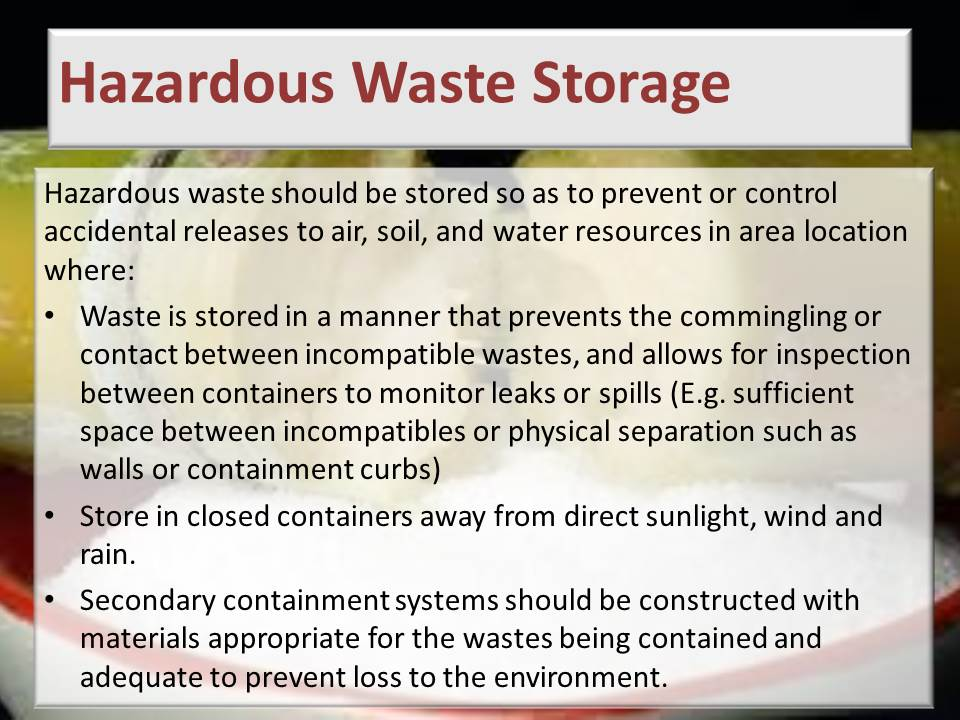 Hazardous Waste Storage
Hazardous waste should be stored so as to prevent or control
accidental releases to air, soil, and water resources in area location
where:
• Waste is stored in a manner that prevents the commingling or
contact between incompatible wastes, and allows for inspection
between containers to monitor leaks or spills (E.g. sufficient
space between incompatibles or physical separation such as
walls or containment curbs)
• Store in closed containers away from direct sunlight, wind and
rain.
• Secondary containment systems should be constructed with
materials appropriate for the wastes being contained and
adequate to prevent loss to the environment.